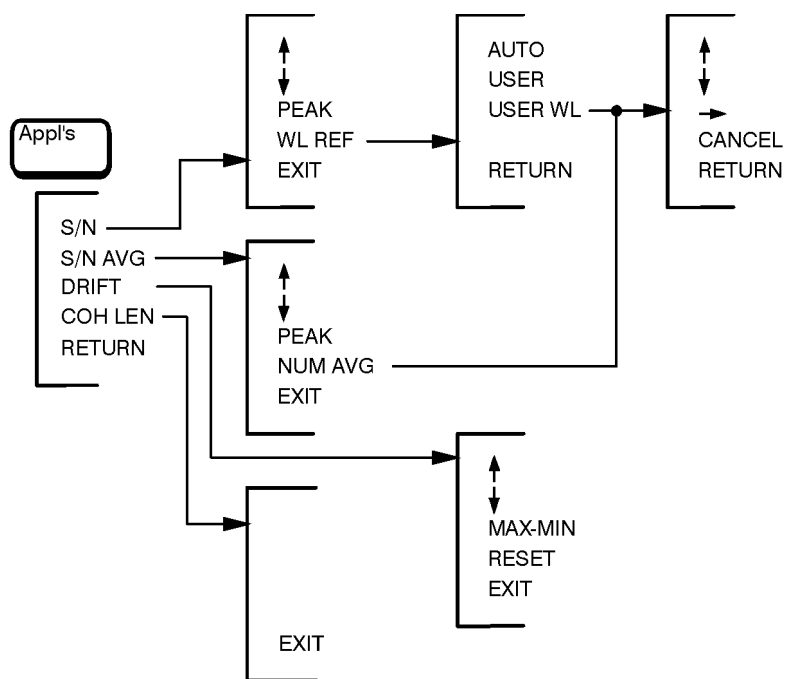 Appl's
S/N
S/N AVG
DRIFT
COH LEN
RETURN
PEAK
WL REF
EXIT
AUTO
USER
USER WL
RETURN
CANCEL
RETURN
PEAK
NUM AVG
EXIT
MAX-MIN
RESET
EXIT
EXIT